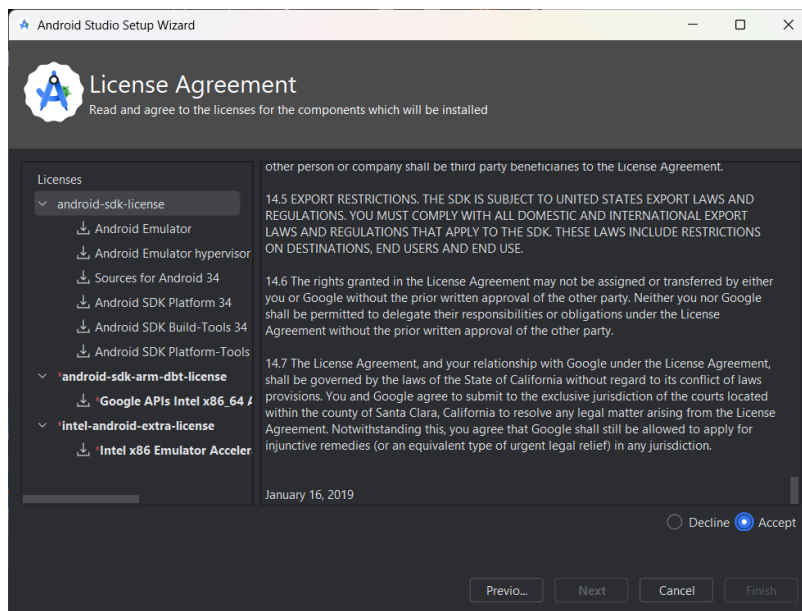 Android Studio Setup Wizard
License Agreement
Read and agree to the licenses for the components which will be installed
Licenses
android-sdk-license
Android Emulator
Android Emulator hypervisor
Sources for Android 34
Android SDK Platform 34
Android SDK Build-Tools 34
Android SDK Platform-Tools
*android-sdk-arm-dbt-license
*Google APIs Intel x86_64 A
*intel-android-extra-license
*Intel x86 Emulator Acceler
other person or company shall be third party beneficiaries to the License Agreement.
14.5 EXPORT RESTRICTIONS. THE SDK IS SUBJECT TO UNITED STATES EXPORT LAWS AND
REGULATIONS. YOU MUST COMPLY WITH ALL DOMESTIC AND INTERNATIONAL EXPORT
LAWS AND REGULATIONS THAT APPLY TO THE SDK. THESE LAWS INCLUDE RESTRICTIONS
ON DESTINATIONS, END USERS AND END USE.
14.6 The rights granted in the License Agreement may not be assigned or transferred by either
you or Google without the prior written approval of the other party. Neither you nor Google
shall be permitted to delegate their responsibilities or obligations under the License
Agreement without the prior written approval of the other party.
14.7 The License Agreement, and your relationship with Google under the License Agreement,
shall be governed by the laws of the State of California without regard to its conflict of laws
provisions. You and Google agree to submit to the exclusive jurisdiction of the courts located
within the county of Santa Clara, California to resolve any legal matter arising from the License
Agreement. Notwithstanding this, you agree that Google shall still be allowed to apply for
injunctive remedies (or an equivalent type of urgent legal relief) in any jurisdiction.
January 16, 2019
Decline
Accept
Previo...
Next
Cancel
Finish